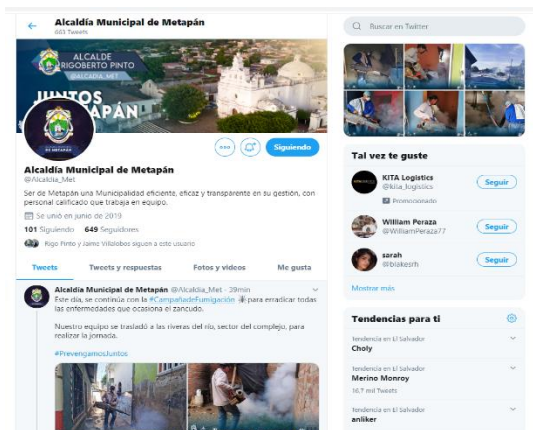 Alcaldía Municipal de Metapán
663 Tweets
ALCALDE
RIGOBERTO PINTO
@ALCALDIA_MET
JUNTOS
APÁN
DE METAPÁN
Siguiendo
Alcaldía Municipal de Metapán
@Alcaldia_Met
Ser de Metapán una Municipalidad eficiente, eficaz y transparente en su gestión, con
personal calificado que trabaja en equipo.
Se unió en junio de 2019
101 Siguiendo 649 Seguidores
Rigo Pinto y Jaime Villalobos siguen a este usuario
Tweets Tweets y respuestas Fotos y videos Me gusta
Alcaldía Municipal de Metapán @Alcaldia_Met · 39min
Este día, se continúa con la #CampañadeFumigación para erradicar todas
las enfermedades que ocasiona el zancudo.
Nuestro equipo se trasladó a las riveras del río, sector del complejo, para
realizar la jornada.
#PrevengamosJuntos
Buscar en Twitter
Tal vez te guste
KITA Logistics
@kita_logistics
Seguir
Promocionado
William Peraza
@WilliamPeraza77
Seguir
sarah
@blakesrh
Seguir
Mostrar más
Tendencias para ti
Tendencia en El Salvador
Choly
Tendencia en El Salvador
Merino Monroy
16.7 mil Tweets
Tendencia en El Salvador
anliker